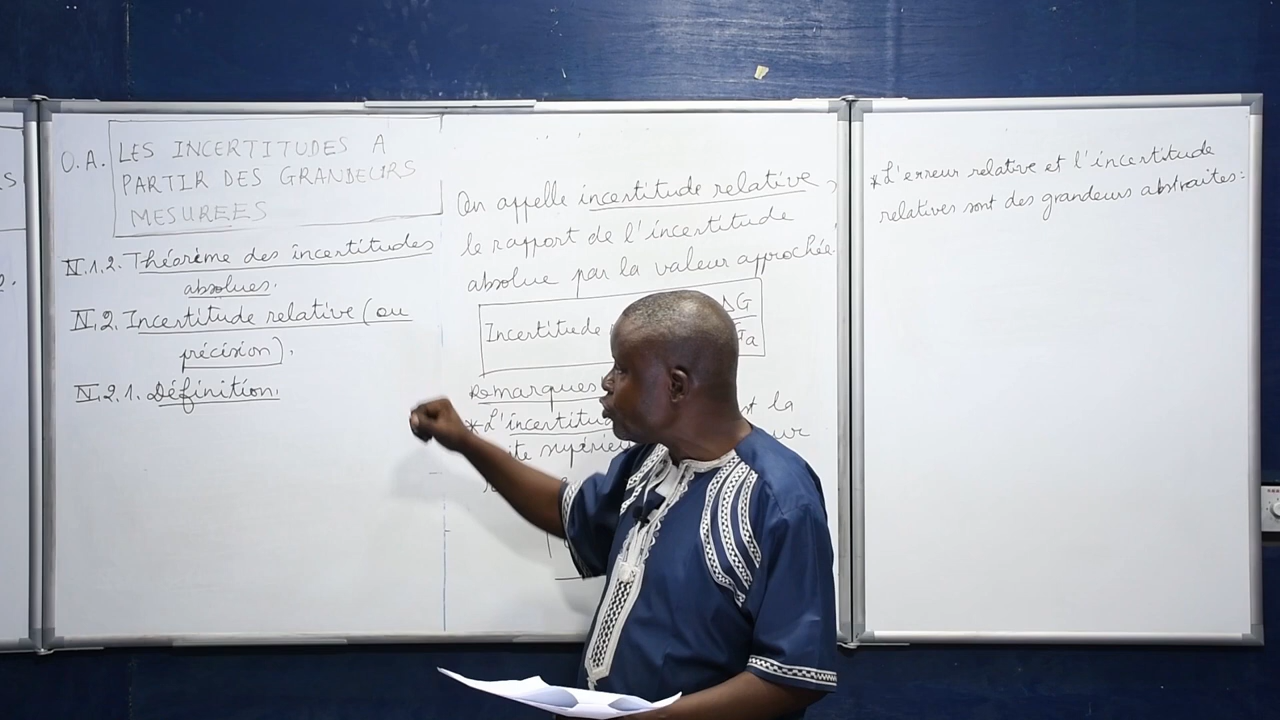 O.A. LES INCERTITUDES A
PARTIR DES GRANDEURS
MESUREES
IV.1.2. Théorème des incertitudes
absolues.
IV.2. Incertitude relative (ou
précision).
IV.2.1. Définition.
On appelle incertitude relative,
le rapport de l'incertitude
absolue par la valeur approchée.
Incertitude ΔG
Remarques
*L'
la
*L'erreur relative et l'incertitude
relatives sont des grandeurs abstraites: